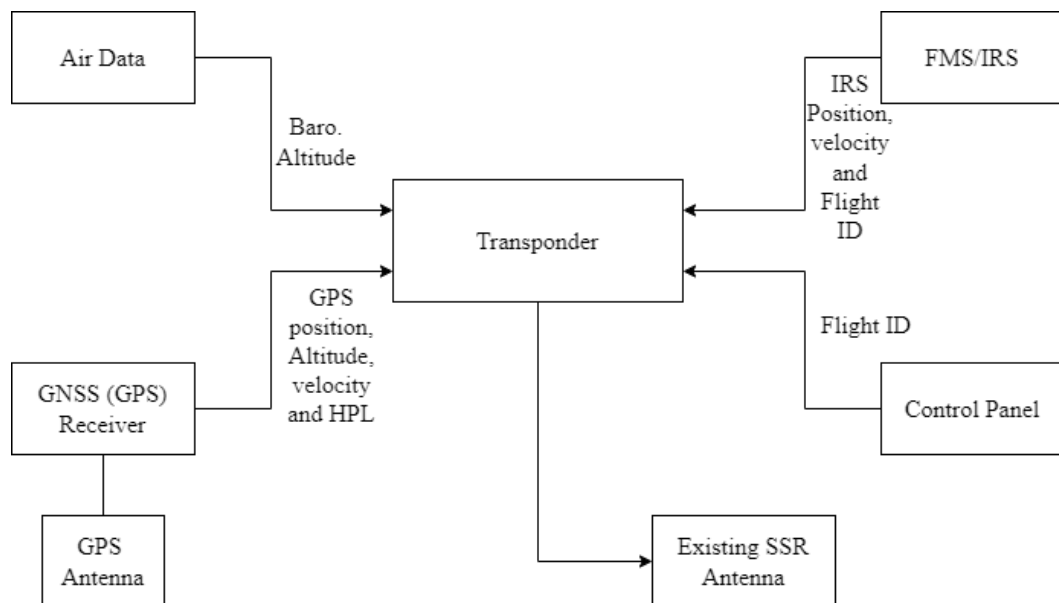 Air Data
FMS/IRS
Baro.
Altitude
IRS
Position,
velocity
and
Flight
ID
Transponder
GPS
position,
Altitude,
velocity
and HPL
Flight ID
GNSS (GPS)
Receiver
Control Panel
GPS
Antenna
Existing SSR
Antenna